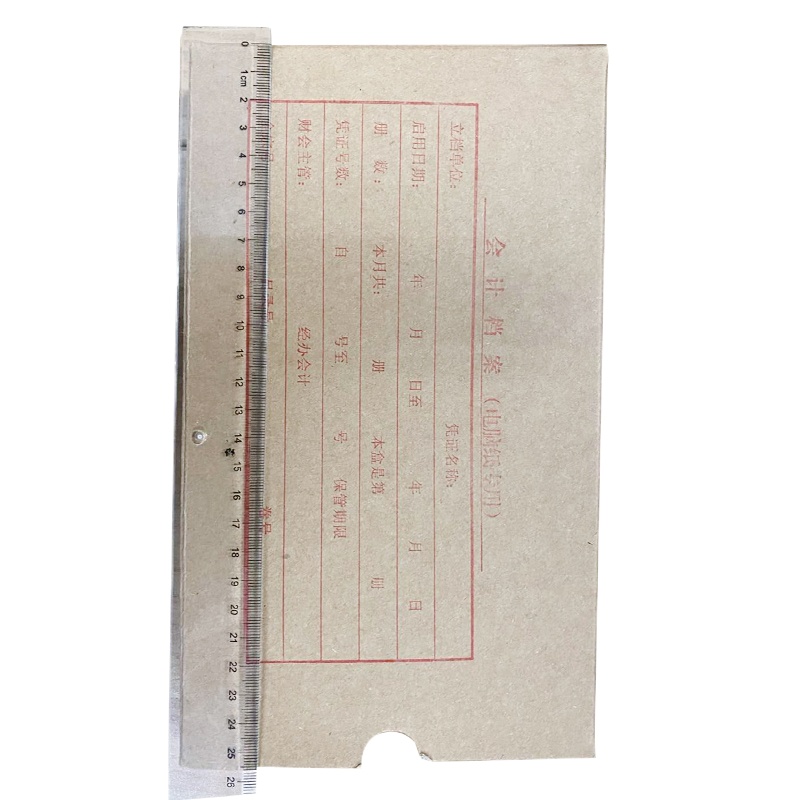 会计档案（电脑纸专用）
立档单位： 凭证名称：
启用日期： 年 月 日至 年 月 日
册 数： 本月共： 册 本盒是第 册
凭证号数： 自 号至 号 保管期限
财会主管： 经办会计
0 1cm 2 3 4 5 6 7 8 9 10 11 12 13 14 15 16 17 18 19 20 21 22 23 24 25 26